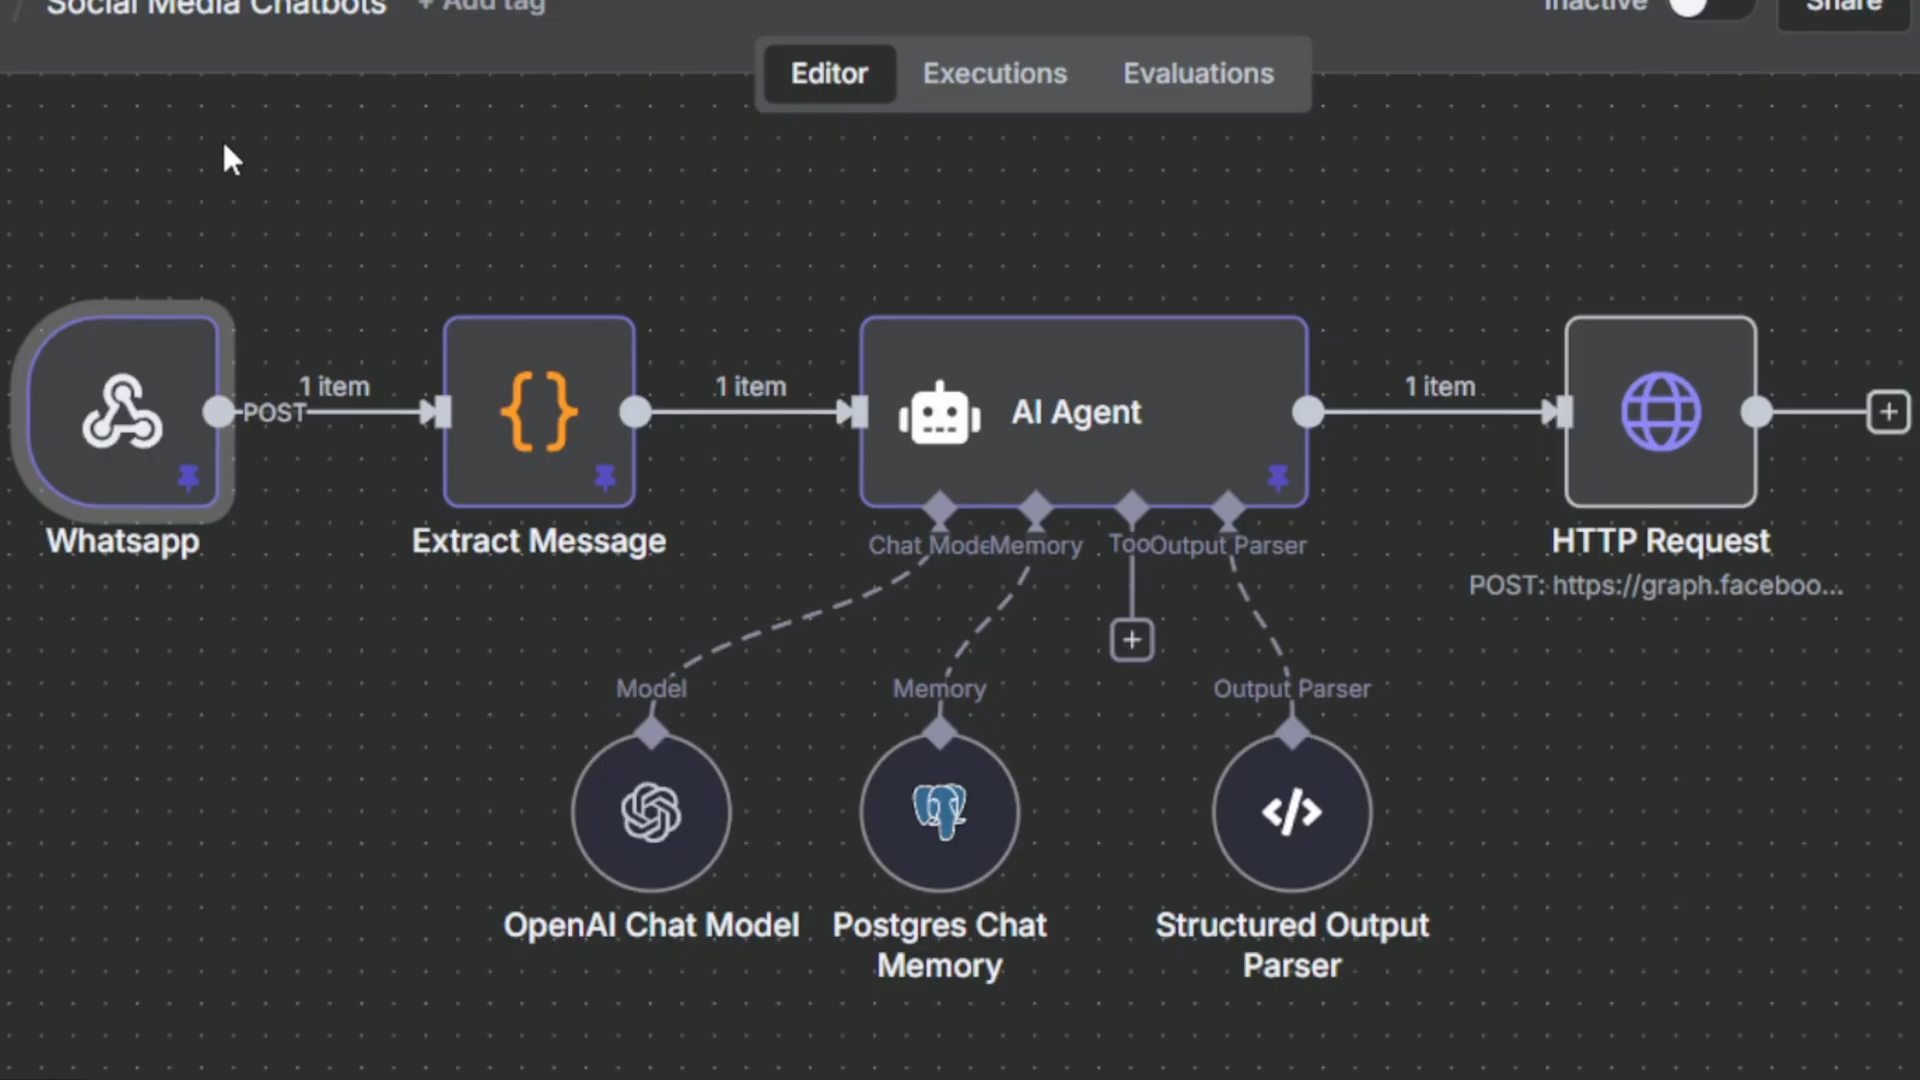 Social Media Chatbots + Add tag
Inactive
Share
Editor Executions Evaluations
POST
1 item
1 item
AI Agent
1 item
Whatsapp
Extract Message
Chat Mode
Memory
Too
Output Parser
HTTP Request
POST: https://graph.faceboo...
Model
Memory
Output Parser
OpenAI Chat Model
Postgres Chat
Memory
Structured Output
Parser